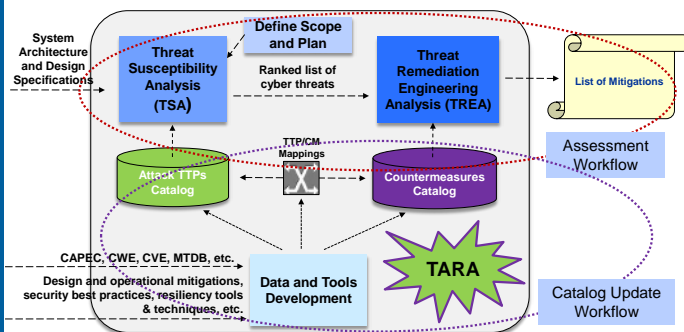 System
Architecture
and Design
Specifications
Threat
Susceptibility
Analysis
(TSA)
Define Scope
and Plan
Ranked list of
cyber threats
Threat
Remediation
Engineering
Analysis (TREA)
List of Mitigations
Assessment
Workflow
TTP/CM
Mappings
Attack TTPs
Catalog
Countermeasures
Catalog
CAPEC, CWE, CVE, MTDB, etc.
Design and operational mitigations,
security best practices, resiliency tools
& techniques, etc.
Data and Tools
Development
TARA
Catalog Update
Workflow